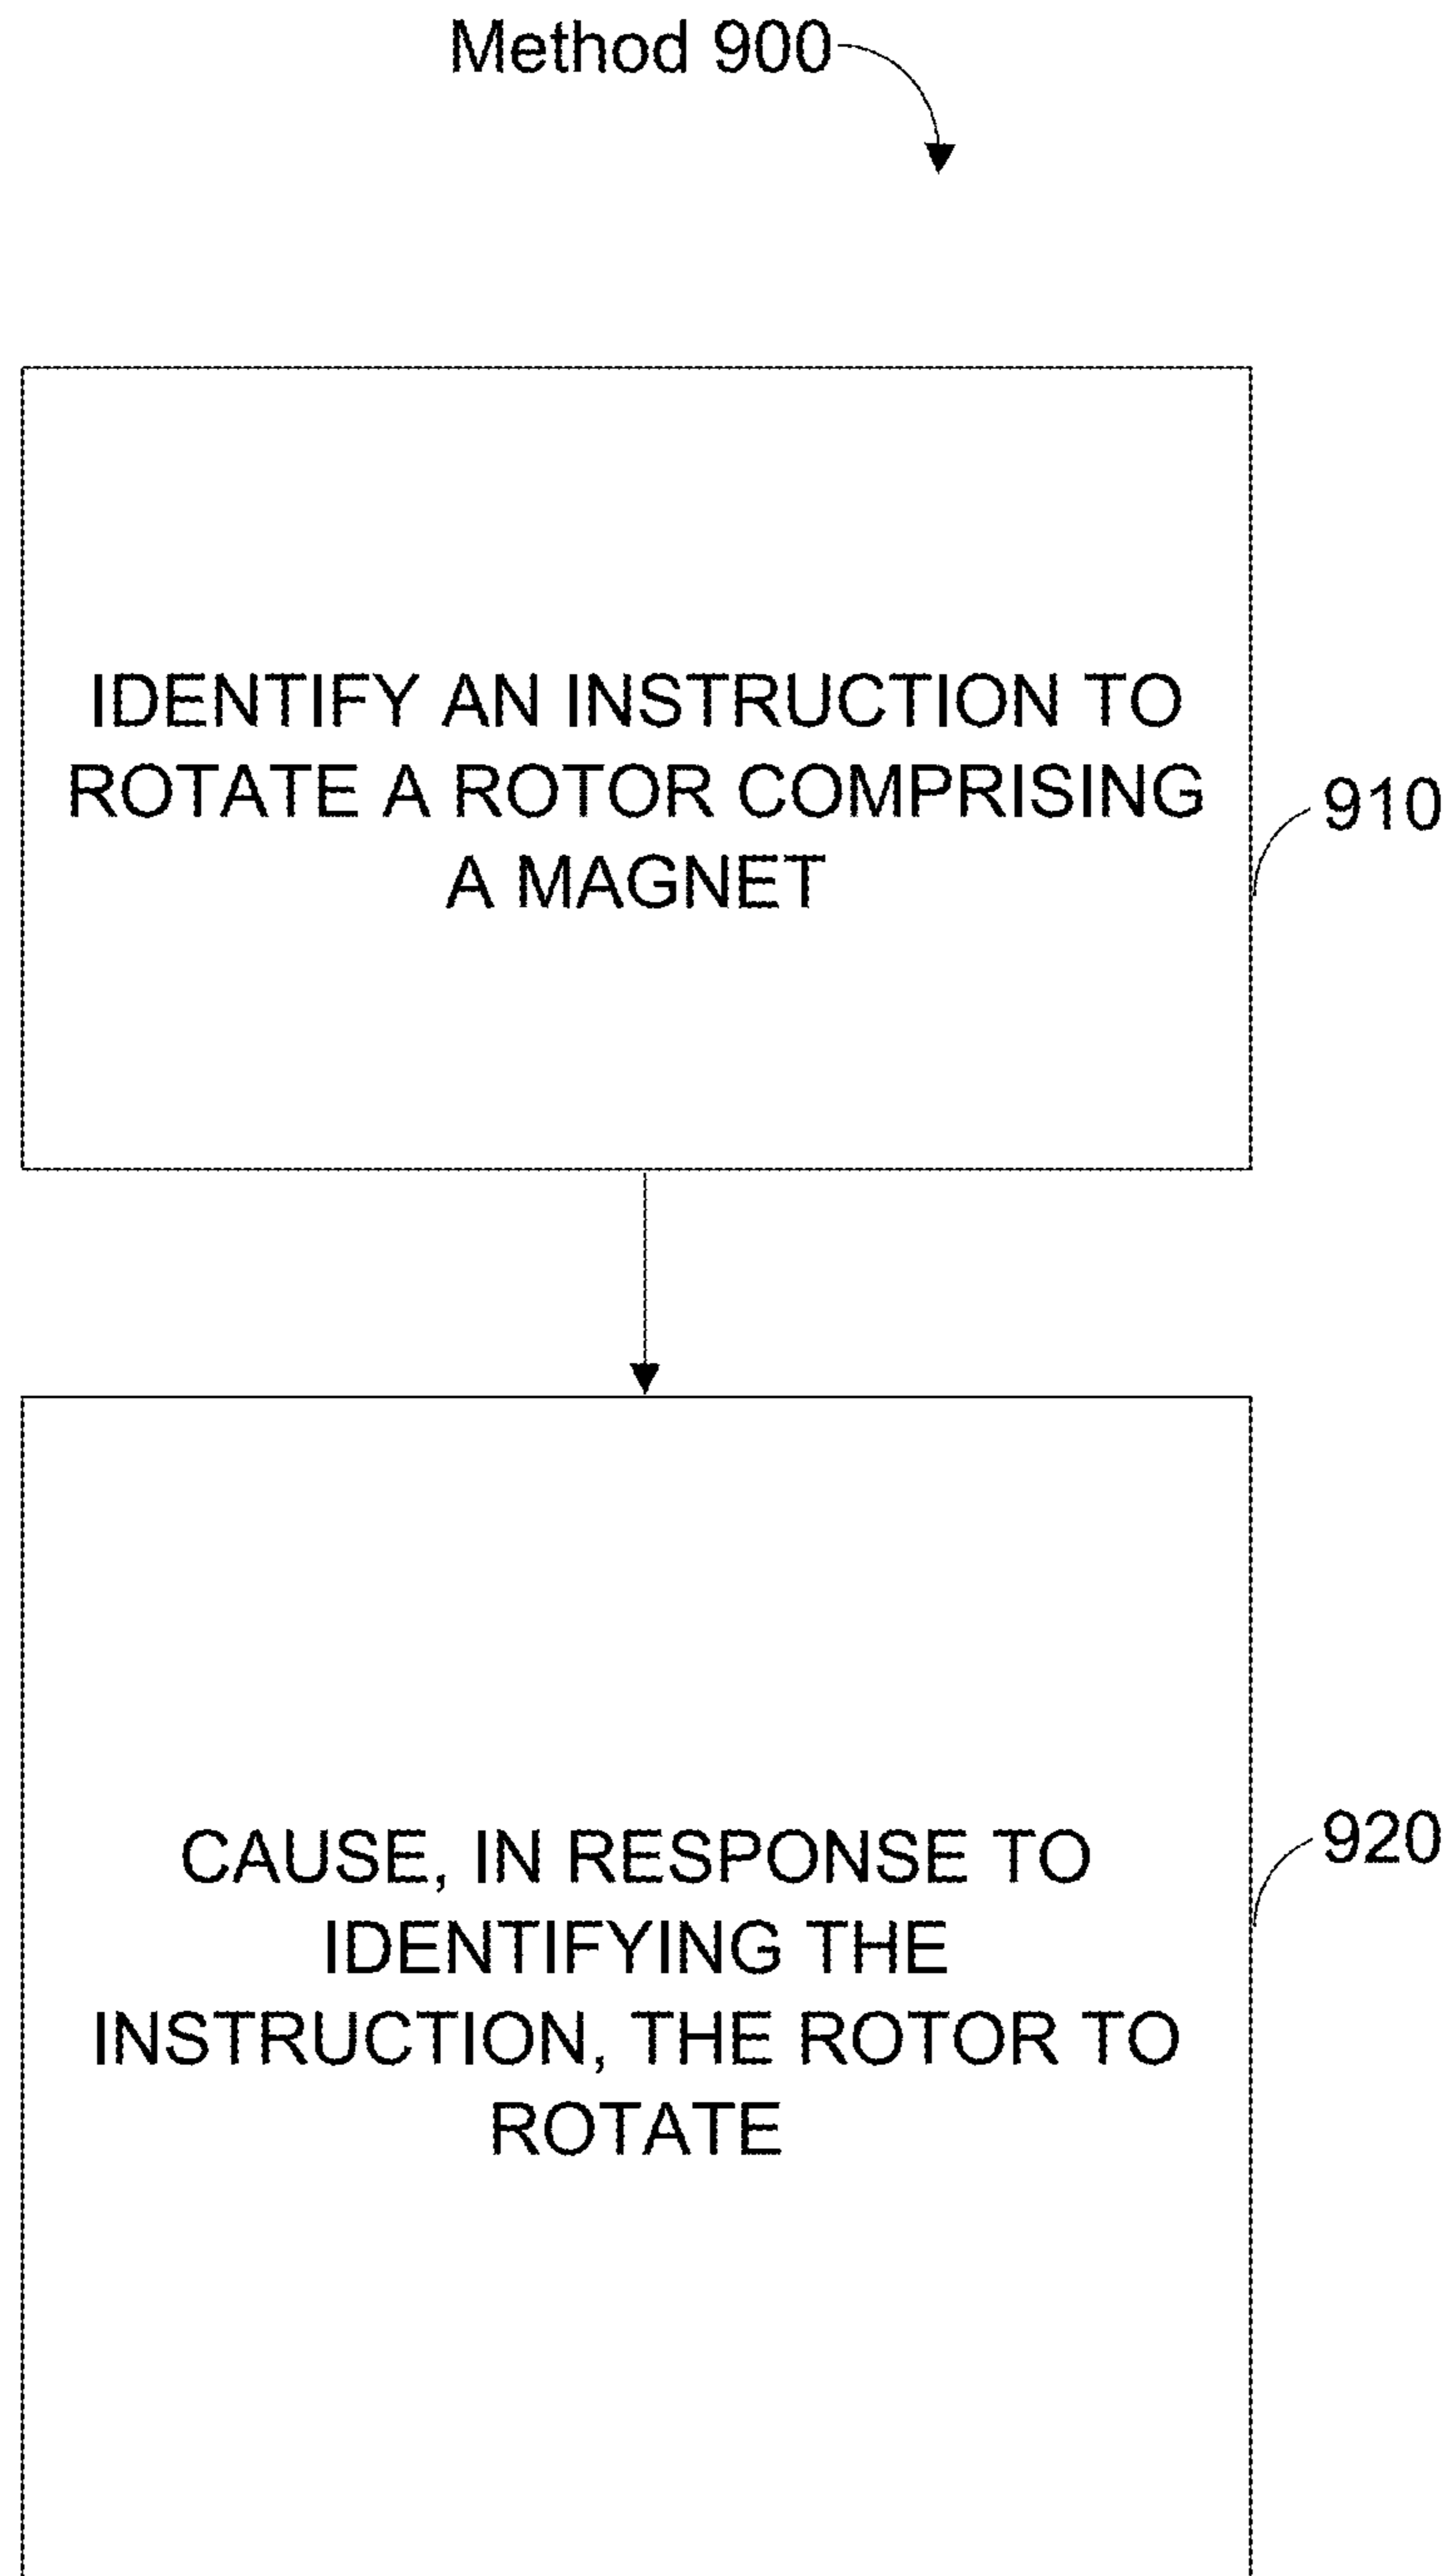 Method 900
IDENTIFY AN INSTRUCTION TO
ROTATE A ROTOR COMPRISING
A MAGNET
910
CAUSE, IN RESPONSE TO
IDENTIFYING THE
INSTRUCTION, THE ROTOR TO
ROTATE
920